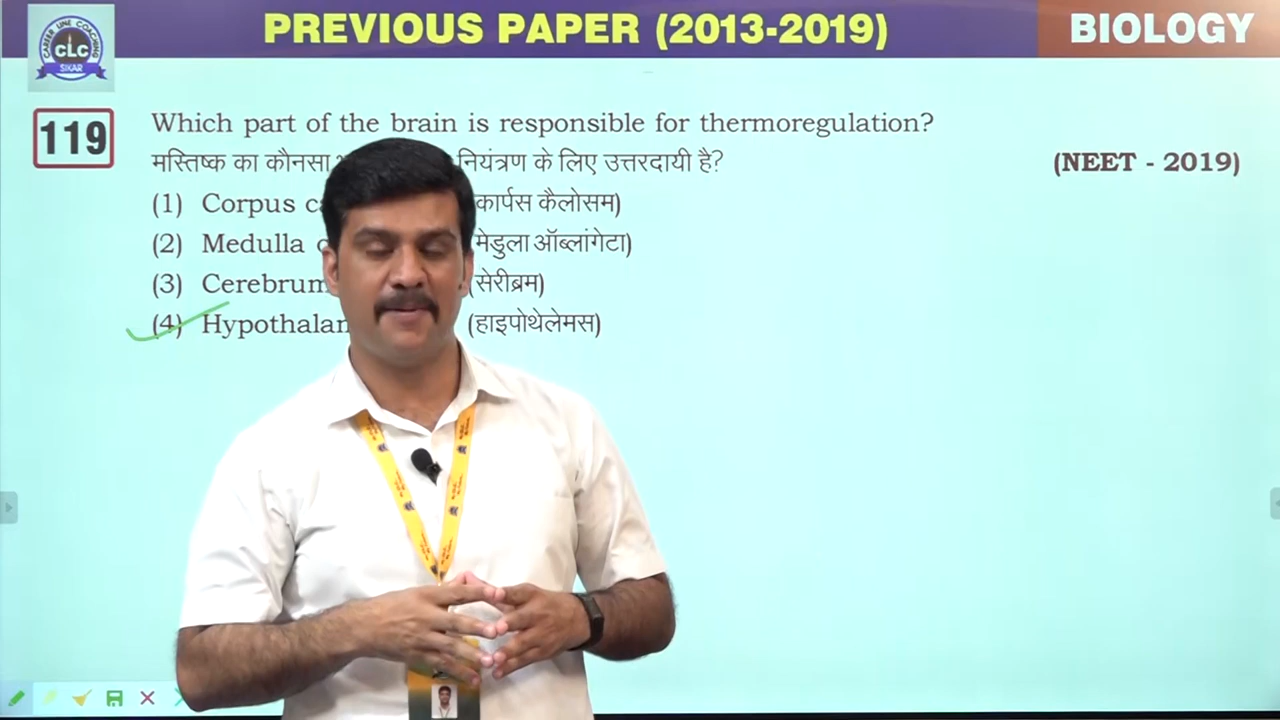 PREVIOUS PAPER (2013-2019)
BIOLOGY
CAREER LINE COACHING
CLC
SIKAR
119
Which part of the brain is responsible for thermoregulation?
मस्तिष्क का कौनसा नियंत्रण के लिए उत्तरदायी है?
(NEET - 2019)
(1) Corpus (कार्पस कैलोसम)
(2) Medulla (मेडुला ऑब्लांगेटा)
(3) Cerebrum (सेरीब्रम)
(4) (हाइपोथेलेमस)